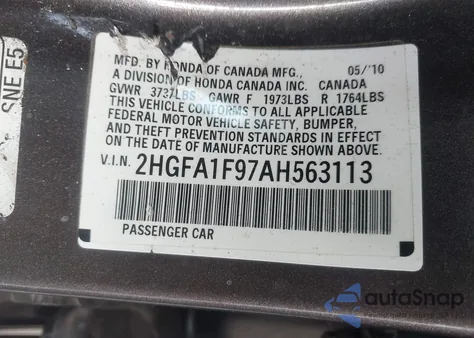 SNE E5
MFD. BY HONDA OF CANADA MFG., 05/'10
A DIVISION OF HONDA CANADA INC. CANADA
GVWR 3737LBS GAWR F 1973LBS R 1764LBS
THIS VEHICLE CONFORMS TO ALL APPLICABLE
FEDERAL MOTOR VEHICLE SAFETY, BUMPER,
AND THEFT PREVENTION STANDARDS IN EFFECT
ON THE DATE OF MANUFACTURE SHOWN ABOVE.
V.I.N. 2HGFA1F97AH563113
PASSENGER CAR
autoSnap